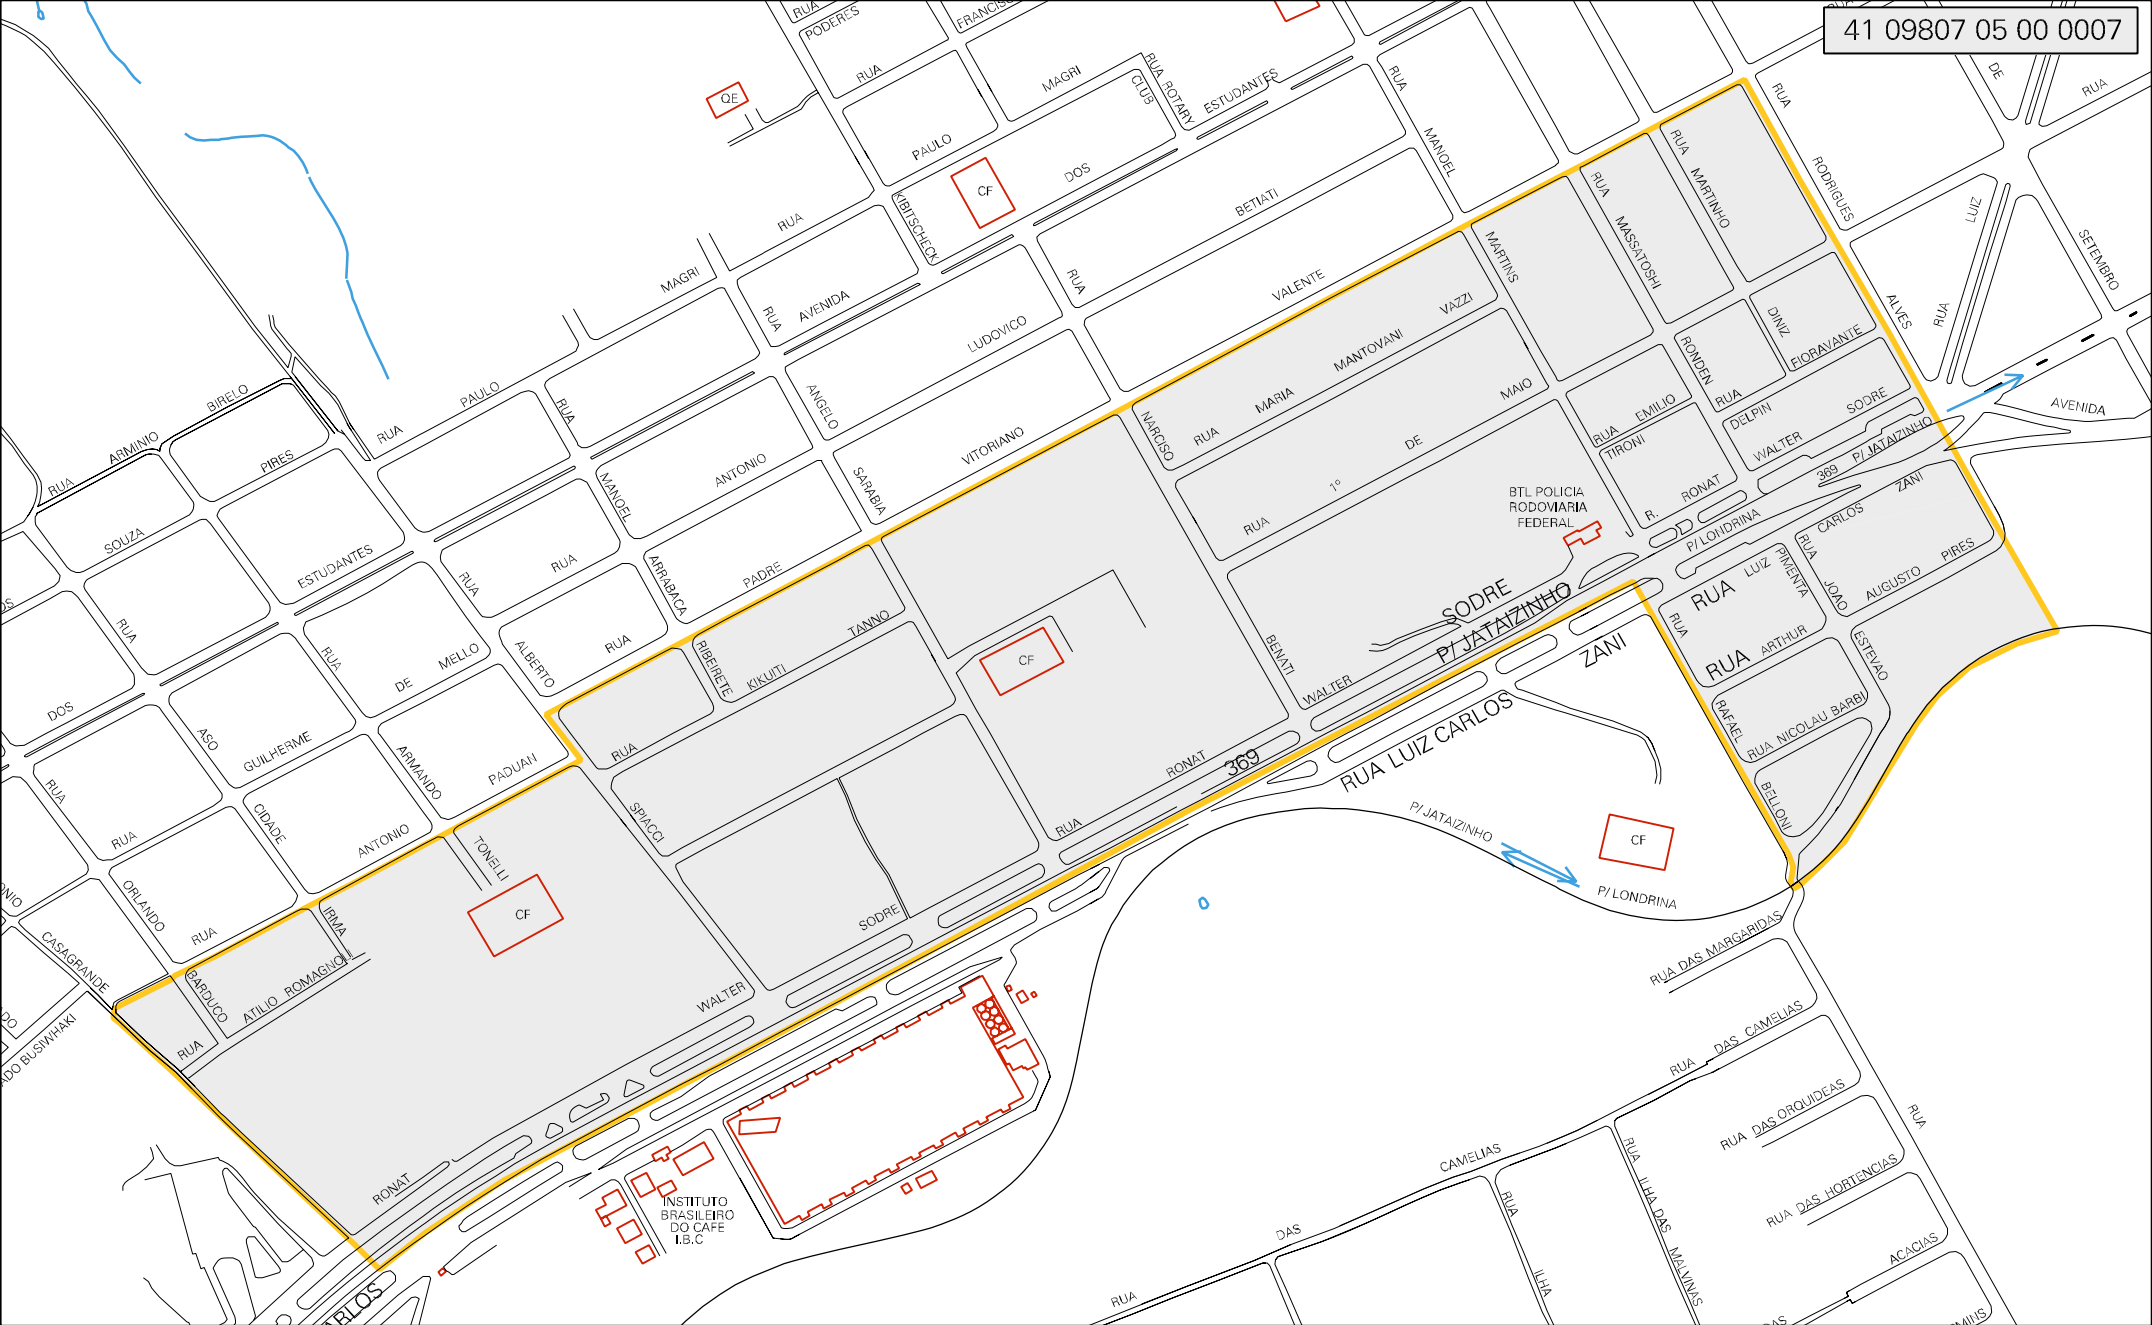 41 09807 05 00 0007
RUA
PODERES
RUA
RUA
MAGRI
CLUB
RUA ROTARY
ESTUDANTES
RUA
MANOEL
RUA
RODRIGUES
DE
RUA
LUIZ
SETEMBRO
QE
PAULO
CF
DOS
KIBITSCHECK
BETIATI
RUA
MARTINHO
RUA
MASSATOSHI
MARTINS
RUA
MAGRI
RUA
AVENIDA
RUA
VALENTE
VAZZI
ALVES
RUA
DINIZ
FIORAVANTE
RUA
RONDEN
LUDOVICO
MANTOVANI
MARIA
RUA
NARCISO
MAIO
DE
1º
RUA
EMILIO
RUA
TIRONI
DELPIN
SODRE
WALTER
RONAT
R.
369
P/ JATAIZINHO
AVENIDA
PAULO
RUA
RUA
BIRELO
ARMINIO
RUA
PIRES
ANGELO
VITORIANO
SARABIA
ANTONIO
MANOEL
SOUZA
ESTUDANTES
RUA
RUA
ARRABACA
PADRE
BTL POLICIA
RODOVIARIA
FEDERAL
P/ LONDRINA
ZANI
CARLOS
RUA
LUIZ
PIMENTA
JOAO
AUGUSTO
PIRES
RUA
RUA
ARTHUR
RUA
ESTEVAO
RUA
RUA
ALBERTO
RUA
RIBEIRETE
KIKUITI
TANNO
CF
BENATI
SODRE
P/ JATAIZINHO
ZANI
WALTER
RUA LUIZ CARLOS
369
RAFAEL
RUA NICOLAU BARBI
BELLONI
DOS
RUA
ASO
DE
MELLO
GUILHERME
ARMANDO
PADUAN
RUA
SPIACCI
RONAT
RUA
P/ JATAIZINHO
P/ LONDRINA
CF
RUA
RUA
CIDADE
ANTONIO
TONELLI
CF
ORLANDO
RUA
IRMA
SODRE
CASAGRANDE
BARDUCO
ATILIO ROMAGNOLI
RUA
WALTER
RONAT
RUA DAS MARGARIDAS
RUA DAS CAMELIAS
RUA DAS ORQUIDEAS
RUA
RUA DAS HORTENCIAS
ACACIAS
INSTITUTO
BRASILEIRO
DO CAFE
I.B.C
RUA
DAS
CAMELIAS
RUA
ILHA
RUA
ILHA DAS
MALVINAS